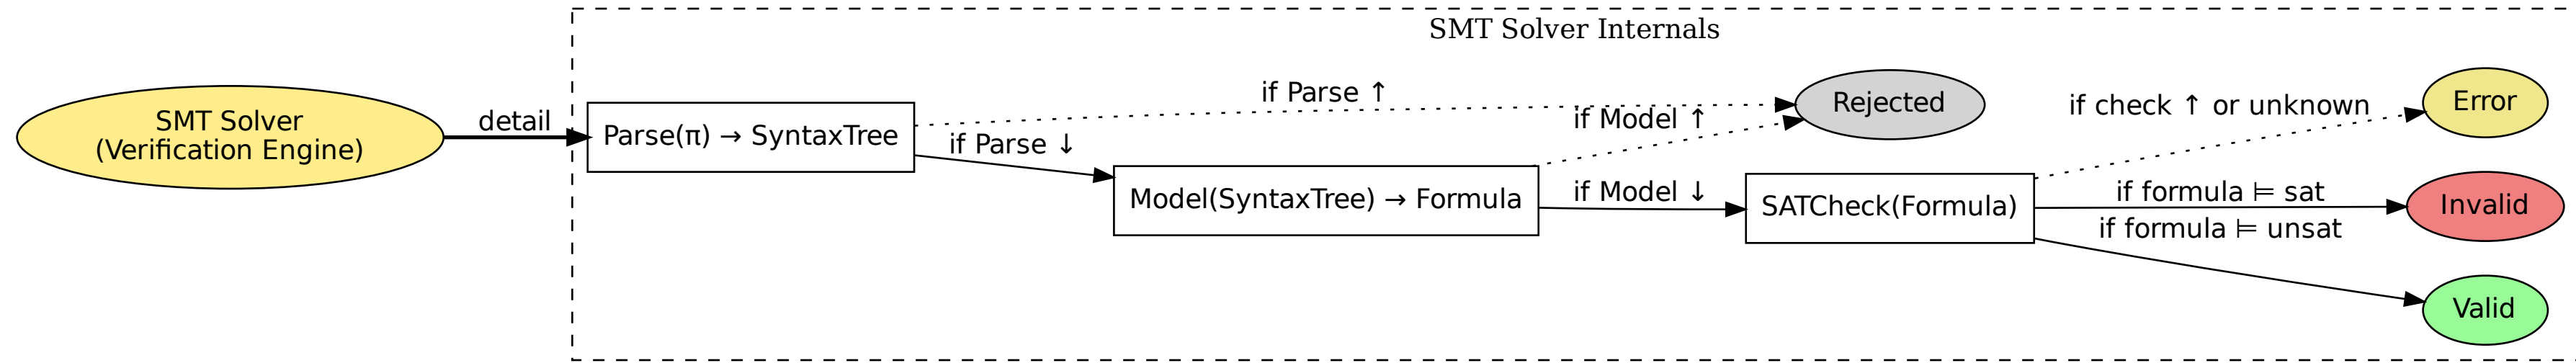 SMT Solver Internals
SMT Solver
(Verification Engine)
detail
Parse(π) → SyntaxTree
if Parse ↑
if Parse ↓
Model(SyntaxTree) → Formula
if Model ↑
if Model ↓
Rejected
SATCheck(Formula)
if check ↑ or unknown
if formula ⊨ sat
if formula ⊨ unsat
Error
Invalid
Valid